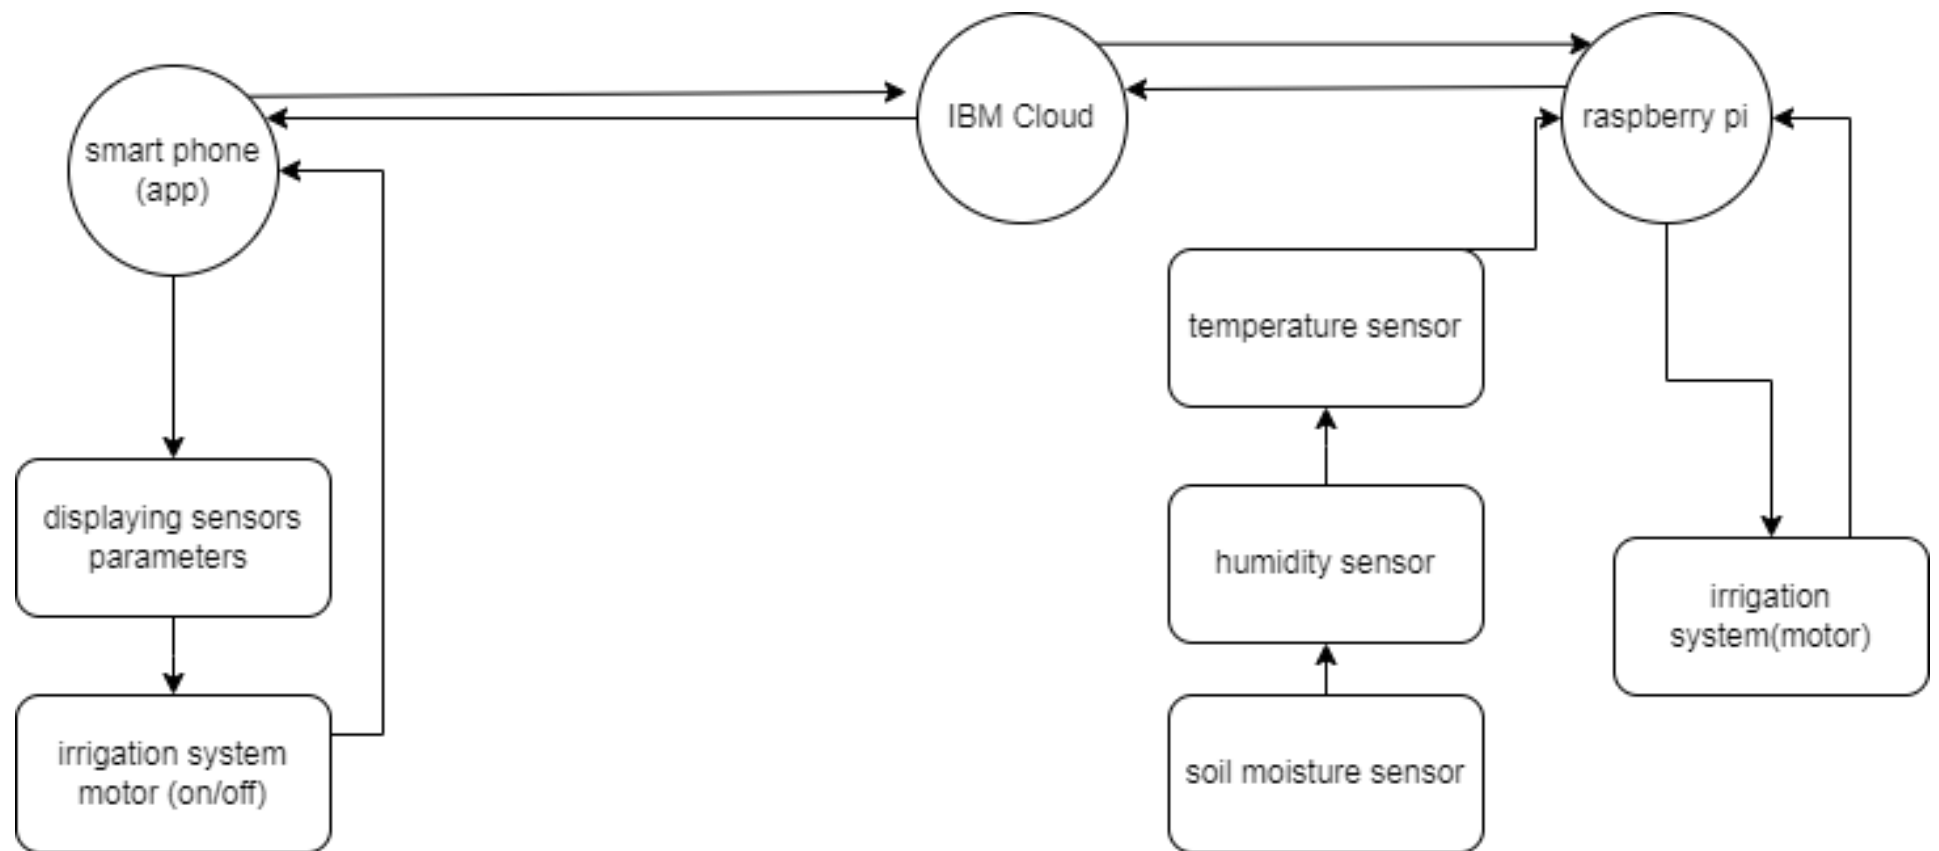 smart phone
(app)
IBM Cloud
raspberry pi
temperature sensor
displaying sensors
parameters
humidity sensor
irrigation
system(motor)
irrigation system
motor (on/off)
soil moisture sensor